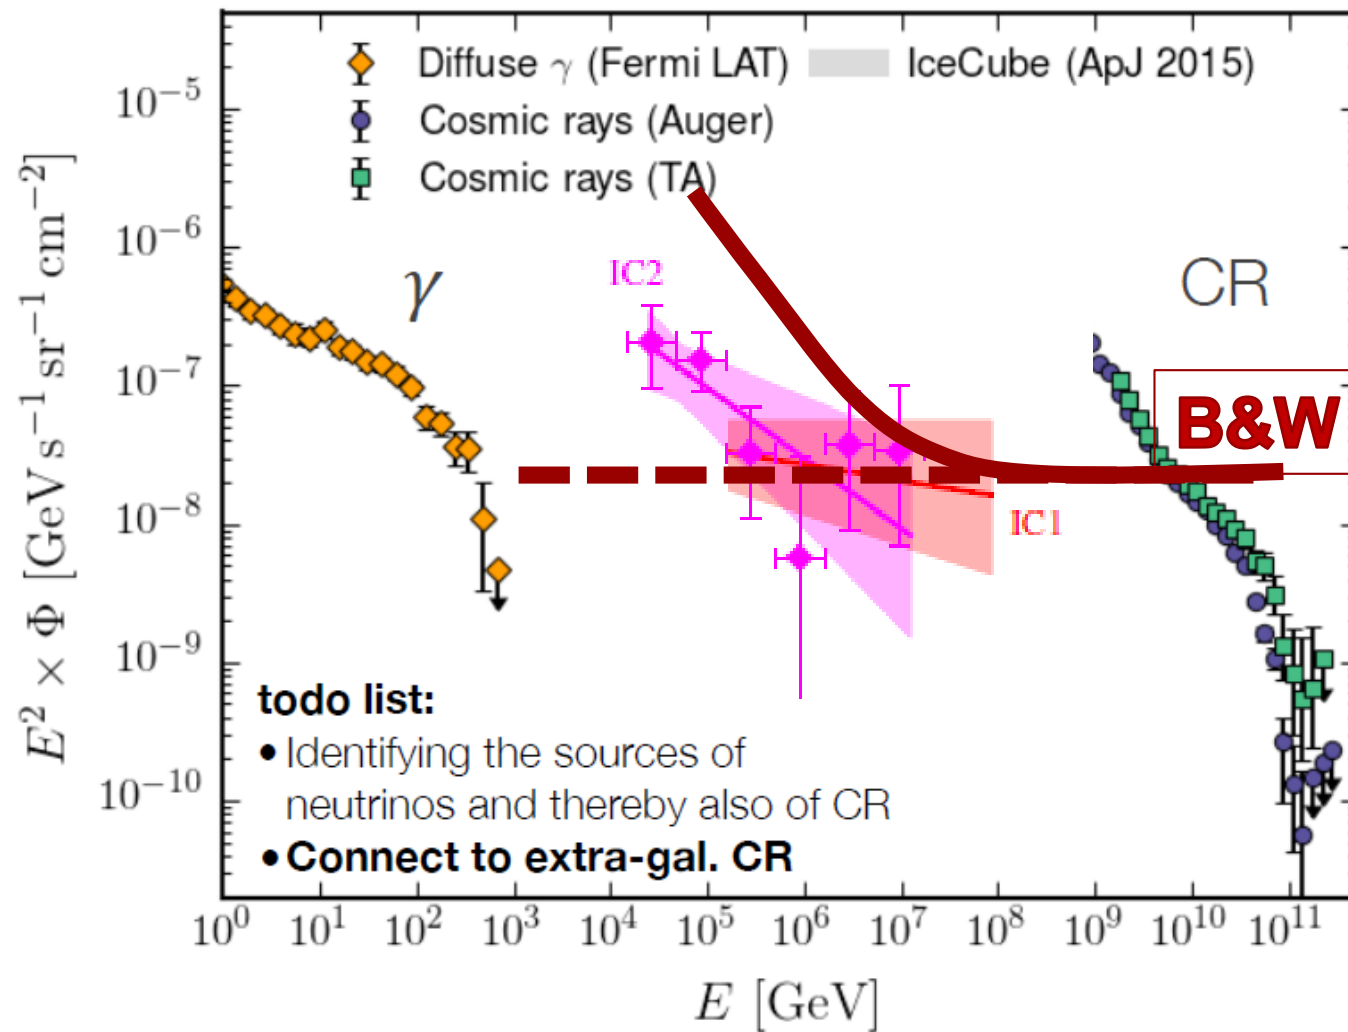 Diffuse γ (Fermi LAT)
IceCube (ApJ 2015)
Cosmic rays (Auger)
Cosmic rays (TA)
10⁻⁵
10⁻⁶
10⁻⁷
10⁻⁸
10⁻⁹
10⁻¹⁰
E² × Φ [GeV s⁻¹ sr⁻¹ cm⁻²]
IC2
γ
CR
B&W
IC1
todo list:
• Identifying the sources of
neutrinos and thereby also of CR
• Connect to extra-gal. CR
10⁰ 10¹ 10² 10³ 10⁴ 10⁵ 10⁶ 10⁷ 10⁸ 10⁹ 10¹⁰ 10¹¹
E [GeV]